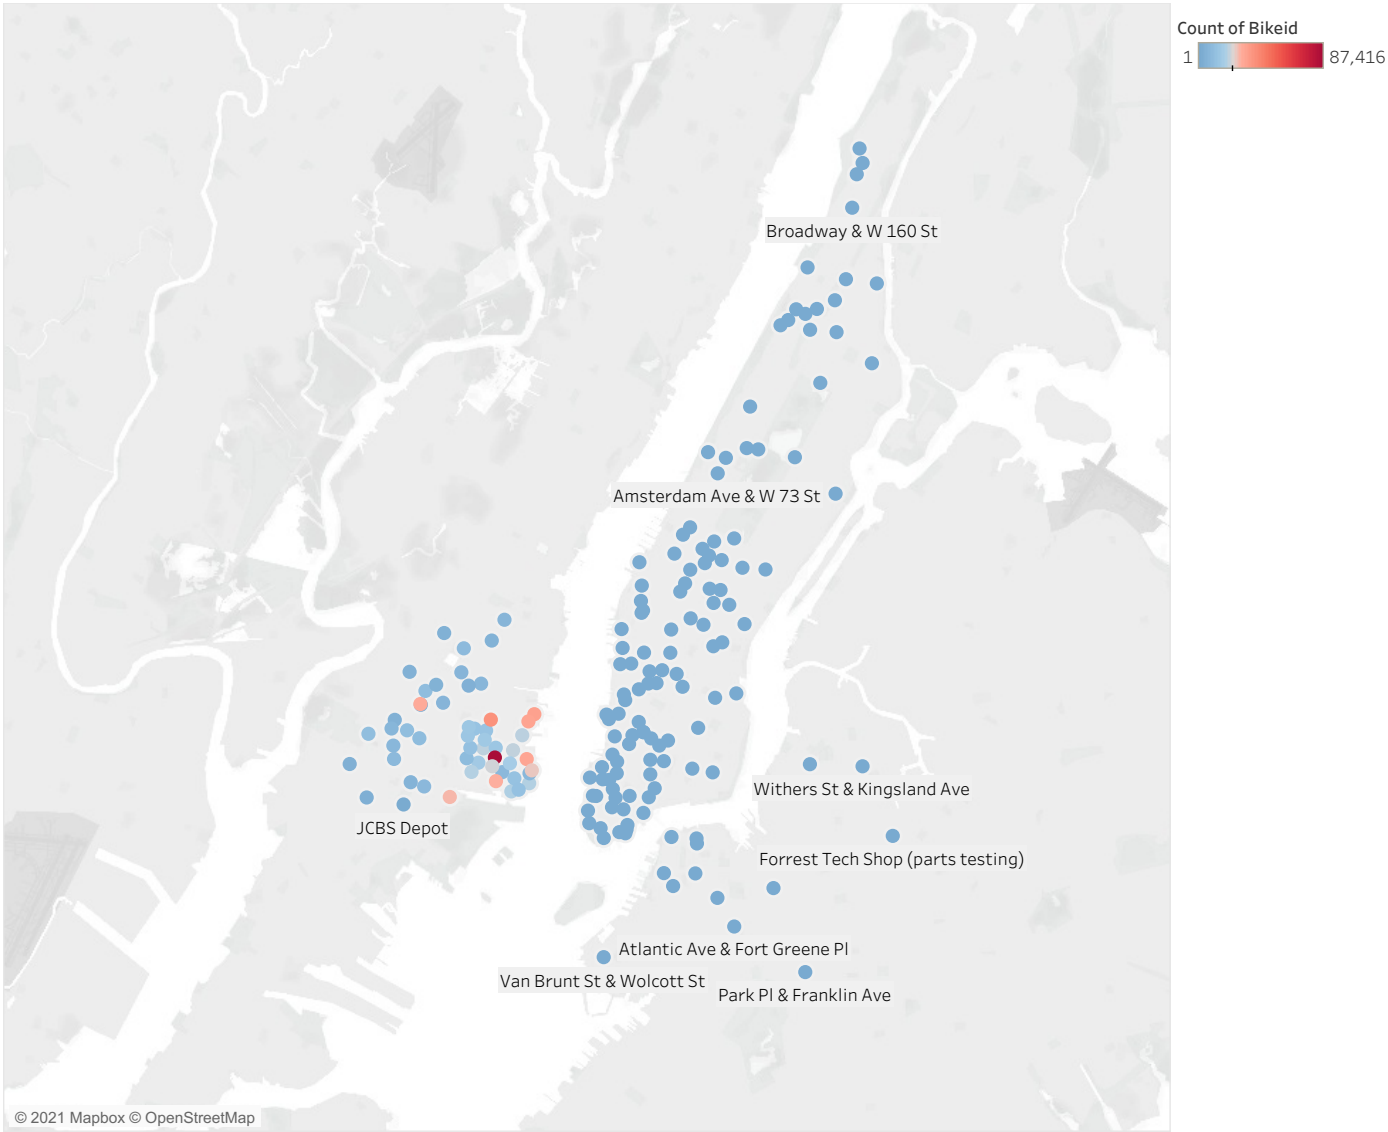 Count of Bikeid
1 87,416
Broadway & W 160 St
Amsterdam Ave & W 73 St
Withers St & Kingsland Ave
JCBS Depot
Forrest Tech Shop (parts testing)
Atlantic Ave & Fort Greene Pl
Van Brunt St & Wolcott St
Park Pl & Franklin Ave
© 2021 Mapbox © OpenStreetMap